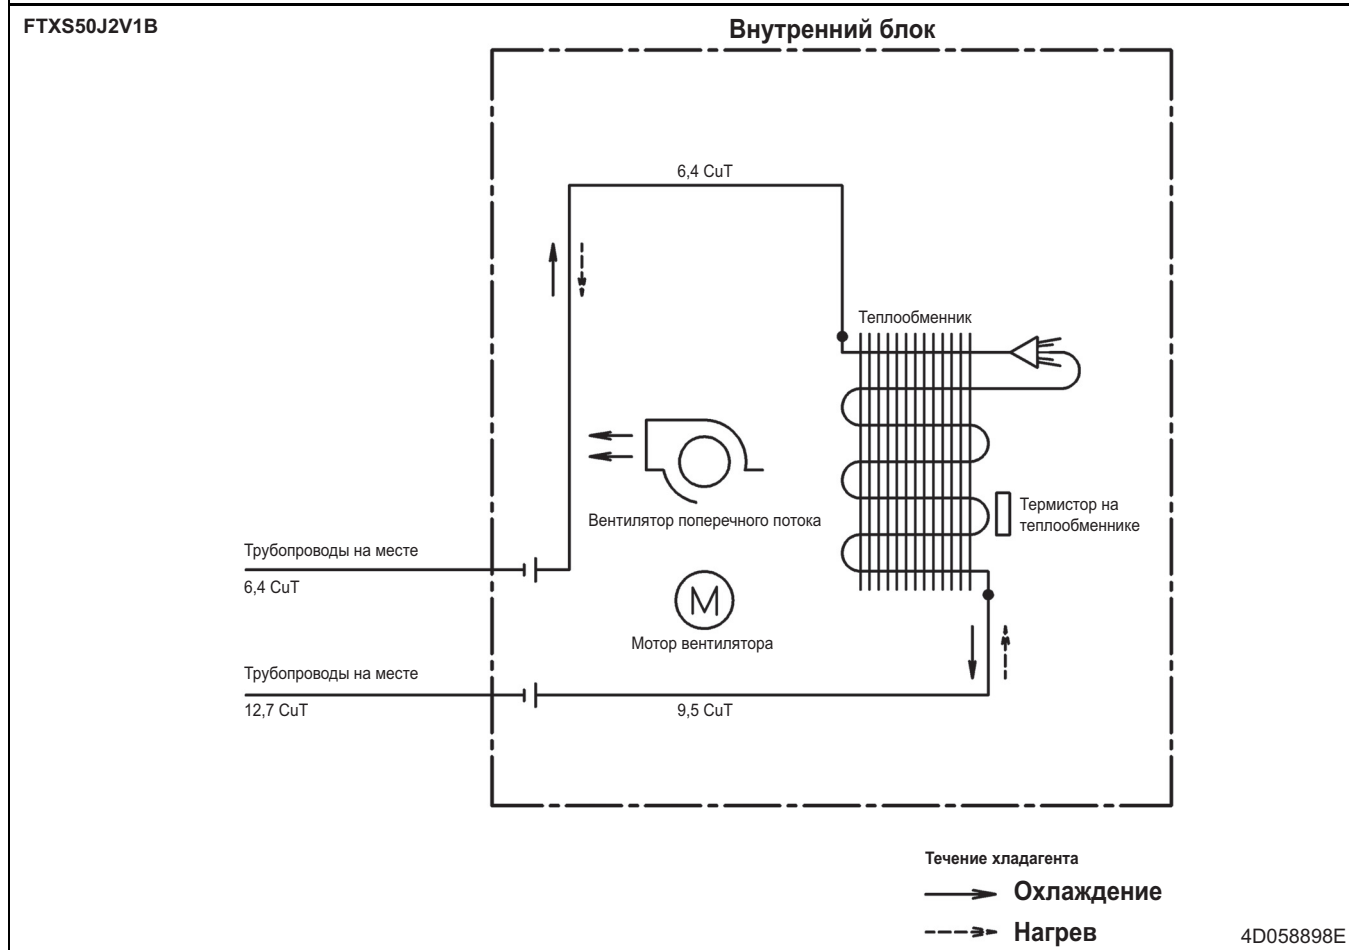 FTXS50J2V1B
Внутренний блок
6,4 CuT
Теплообменник
Термистор на
теплообменнике
Вентилятор поперечного потока
Трубопроводы на месте
6,4 CuT
M
Мотор вентилятора
Трубопроводы на месте
12,7 CuT
9,5 CuT
Течение хладагента
Охлаждение
Нагрев
4D058898E